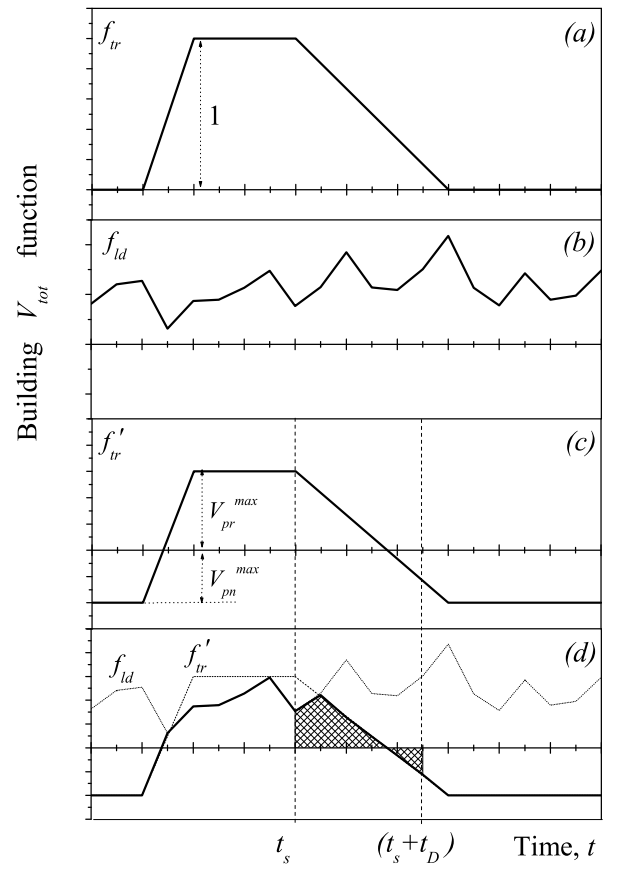 Building V_tot function
f_tr
(a)
1
f_ld
(b)
f_tr'
(c)
V_pr^max
V_pn^max
f_ld
f_tr'
(d)
t_s
(t_s+t_D)
Time, t